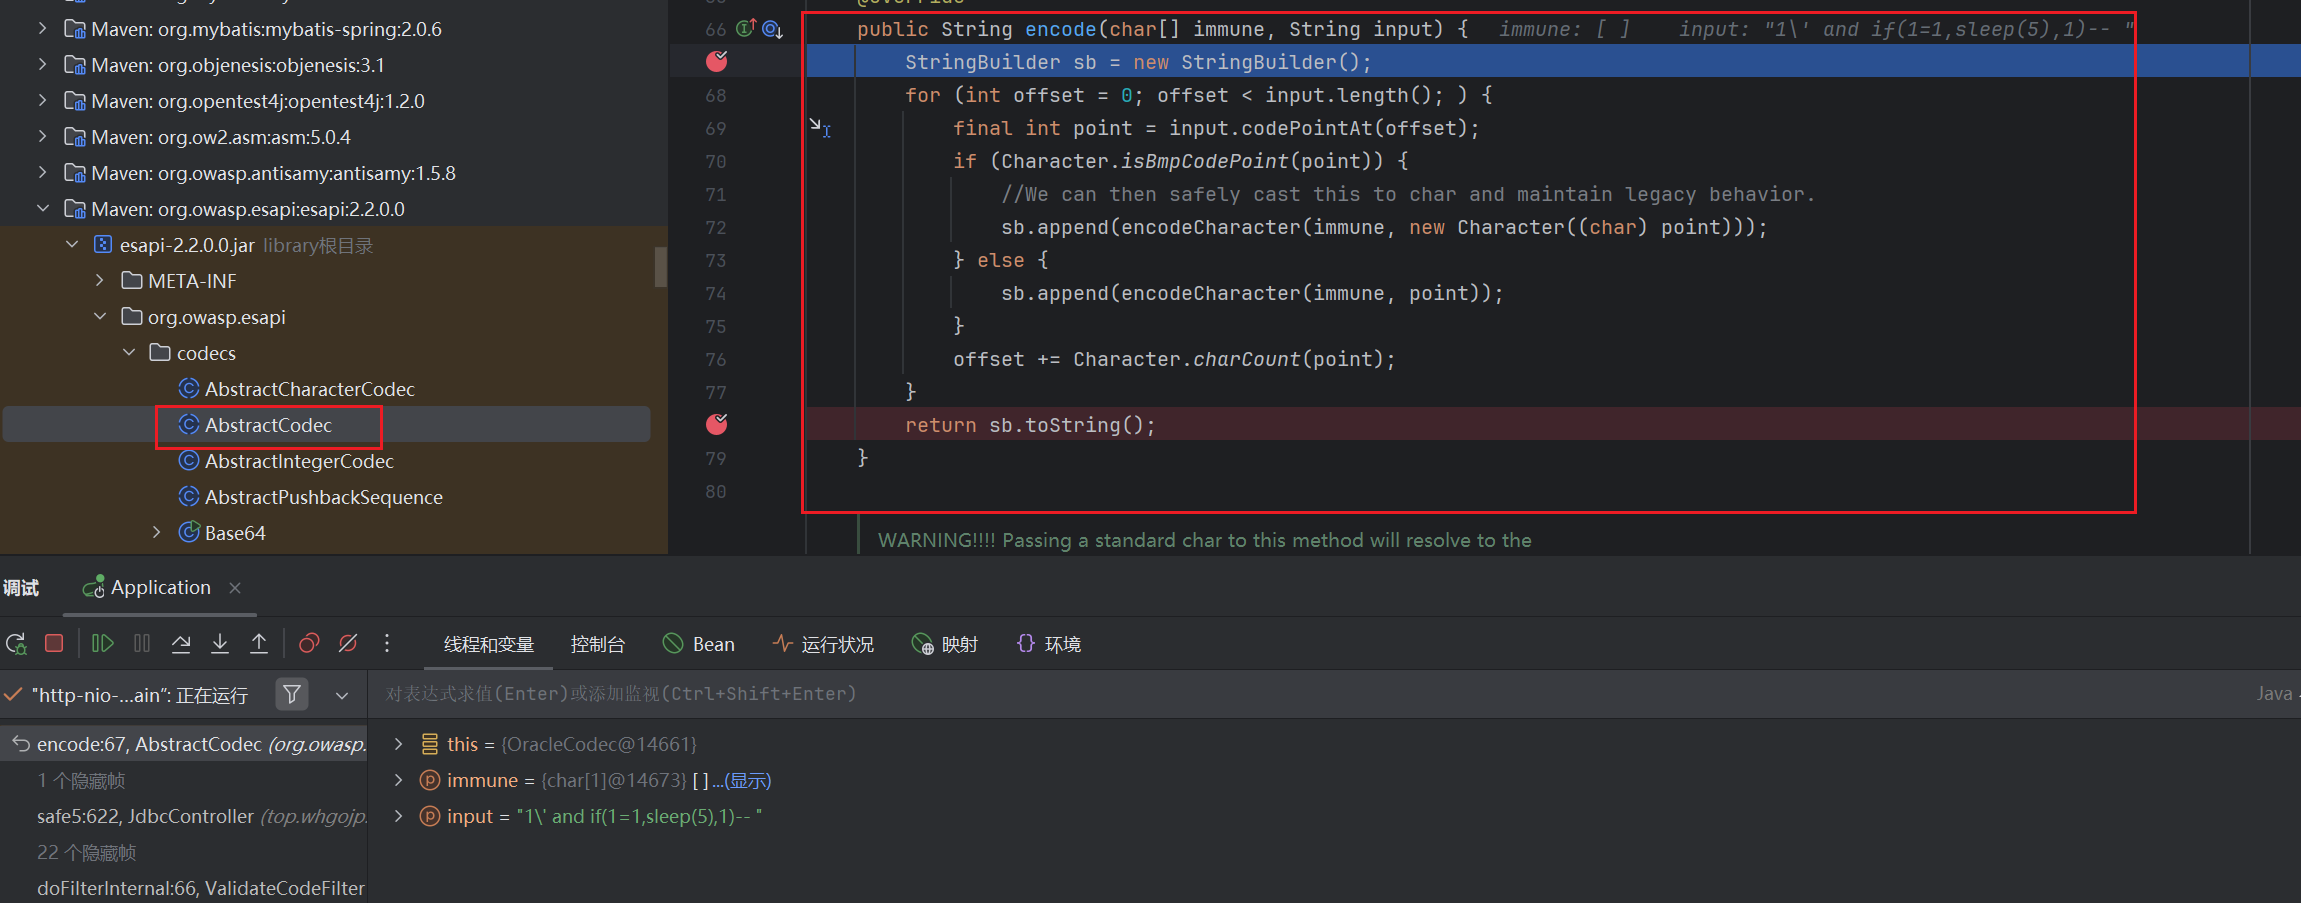 Maven: org.mybatis:mybatis-spring:2.0.6
Maven: org.objenesis:objenesis:3.1
Maven: org.opentest4j:opentest4j:1.2.0
Maven: org.ow2.asm:asm:5.0.4
Maven: org.owasp.antisamy:antisamy:1.5.8
Maven: org.owasp.esapi:esapi:2.2.0.0
esapi-2.2.0.0.jar library根目录
META-INF
org.owasp.esapi
codecs
AbstractCharacterCodec
AbstractCodec
AbstractIntegerCodec
AbstractPushbackSequence
Base64
@Override
66 public String encode(char[] immune, String input) { immune: [ ] input: "1\' and if(1=1,sleep(5),1)-- "
StringBuilder sb = new StringBuilder();
68 for (int offset = 0; offset < input.length(); ) {
69 final int point = input.codePointAt(offset);
70 if (Character.isBmpCodePoint(point)) {
71 //We can then safely cast this to char and maintain legacy behavior.
72 sb.append(encodeCharacter(immune, new Character((char) point)));
73 } else {
74 sb.append(encodeCharacter(immune, point));
75 }
76 offset += Character.charCount(point);
77 }
return sb.toString();
79 }
80
WARNING!!!! Passing a standard char to this method will resolve to the
调试 Application
线程和变量 控制台 Bean 运行状况 映射 环境
"http-nio-...ain": 正在运行
对表达式求值(Enter)或添加监视(Ctrl+Shift+Enter) Java
encode:67, AbstractCodec (org.owasp.
1 个隐藏帧
safe5:622, JdbcController (top.whgojp.
22 个隐藏帧
doFilterInternal:66, ValidateCodeFilter
this = {OracleCodec@14661}
immune = {char[1]@14673} [ ]...(显示)
input = "1\' and if(1=1,sleep(5),1)-- "